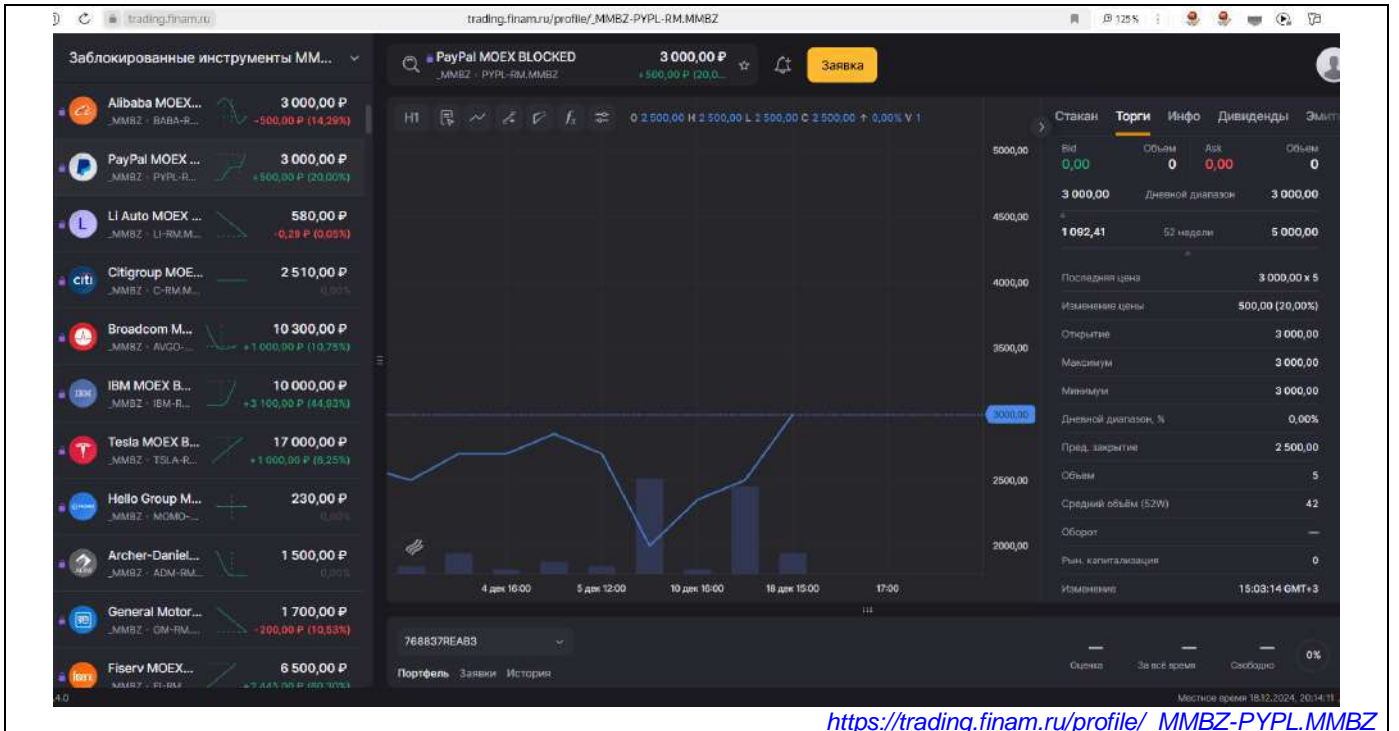 trading.finam.ru
trading.finam.ru/profile/_MMBZ-PYPL-RM.MMBZ
125 %
Заблокированные инструменты ММ...
PayPal MOEX BLOCKED
_MMBZ · PYPL-RM.MMBZ
3 000,00 ₽
+500,00 ₽ (20,0...
Заявка
Alibaba MOEX...
_MMBZ · BABA-R...
3 000,00 ₽
-500,00 ₽ (14,29%)
PayPal MOEX ...
_MMBZ · PYPL-R...
3 000,00 ₽
+500,00 ₽ (20,00%)
Li Auto MOEX ...
_MMBZ · LI-RM.M...
580,00 ₽
-0,29 ₽ (0,05%)
Citigroup MOE...
_MMBZ · C-RM.M...
2 510,00 ₽
0,00%
Broadcom M...
_MMBZ · AVGO-...
10 300,00 ₽
+1 000,00 ₽ (10,75%)
IBM MOEX B...
_MMBZ · IBM-R...
10 000,00 ₽
+3 100,00 ₽ (44,93%)
Tesla MOEX B...
_MMBZ · TSLA-R...
17 000,00 ₽
+1 000,00 ₽ (6,25%)
Hello Group M...
_MMBZ · MOMO-...
230,00 ₽
0,00%
Archer-Daniel...
_MMBZ · ADM-RM...
1 500,00 ₽
0,00%
General Motor...
_MMBZ · GM-RM....
1 700,00 ₽
-200,00 ₽ (10,53%)
Fiserv MOEX...
6 500,00 ₽
4.0
H1
O 2 500,00 H 2 500,00 L 2 500,00 C 2 500,00 ↑ 0,00% V 1
5000,00
4500,00
4000,00
3500,00
3000,00
2500,00
2000,00
4 дек 16:00 5 дек 12:00 10 дек 16:00 18 дек 15:00 17:00
Стакан Торги Инфо Дивиденды Эмит
Bid Объем Ask Объем
0,00 0 0,00 0
3 000,00 Дневной диапазон 3 000,00
1 092,41 52 недели 5 000,00
Последняя цена 3 000,00 x 5
Изменение цены 500,00 (20,00%)
Открытие 3 000,00
Максимум 3 000,00
Минимум 3 000,00
Дневной диапазон, % 0,00%
Пред. закрытие 2 500,00
Объем 5
Средний объём (52W) 42
Оборот —
Рын. капитализация 0
Изменение 15:03:14 GMT+3
768837REAB3
Портфель Заявки История
— — —
Оценка За всё время Свободно
0%
Местное время 18.12.2024, 20:14:11
https://trading.finam.ru/profile/_MMBZ-PYPL.MMBZ